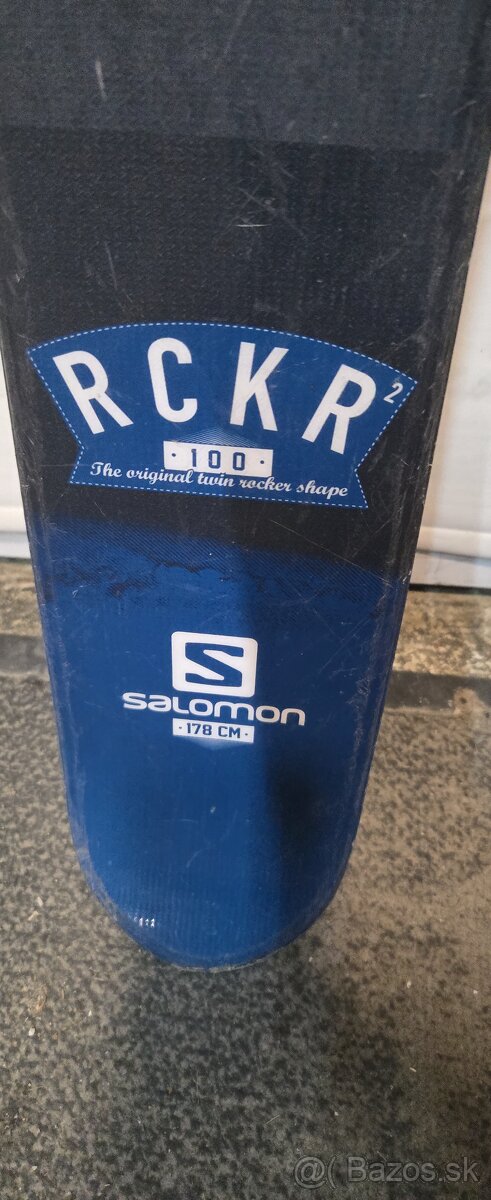 RCKR²
·100·
The original twin rocker shape
S
SALOMON
·178 CM·
@( Bazos.sk